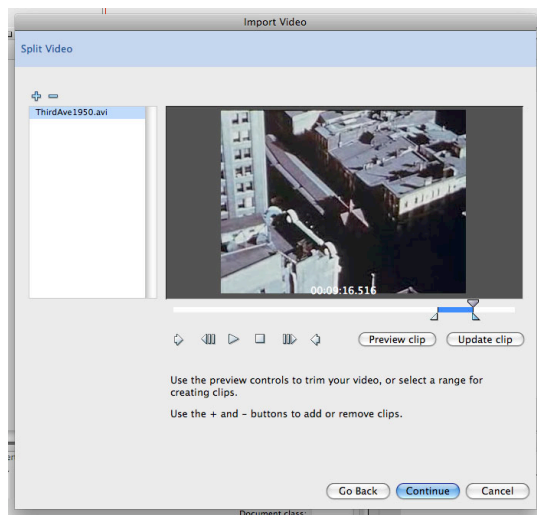 Import Video
Split Video
ThirdAve1950.avi
00:09:16.516
Preview clip
Update clip
Use the preview controls to trim your video, or select a range for
creating clips.
Use the + and - buttons to add or remove clips.
Go Back
Continue
Cancel
Document class: